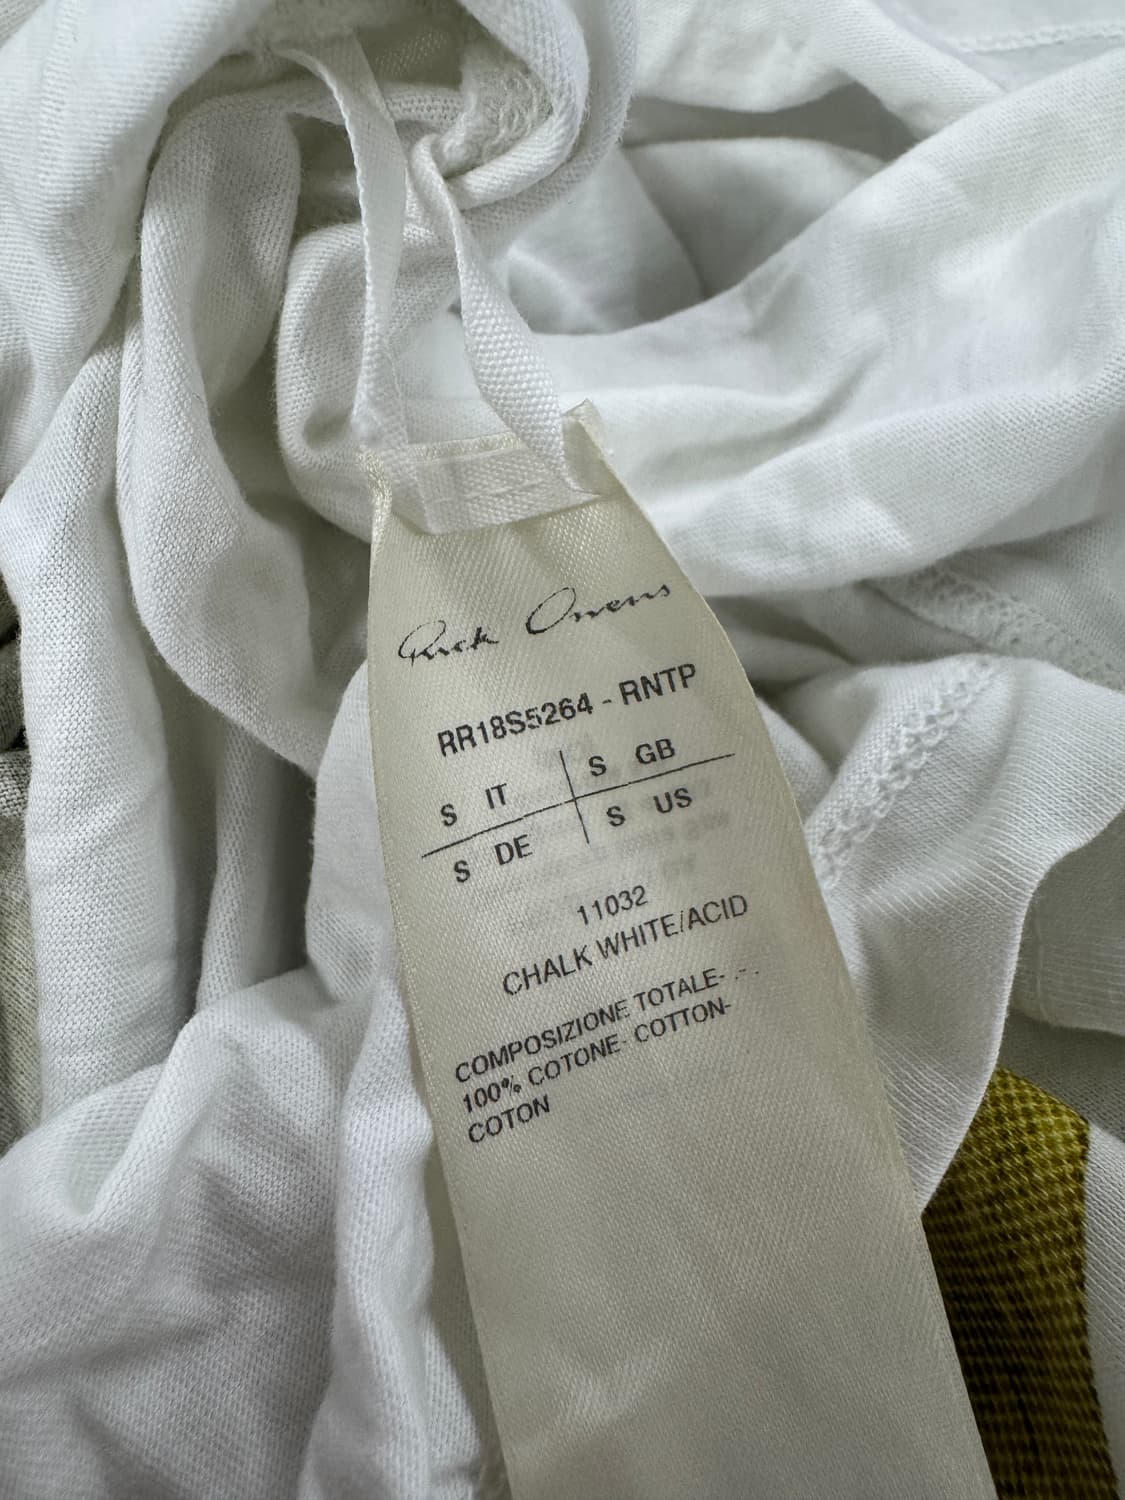 Rick Owens
RR18S5264 - RNTP
S IT S GB
S DE S US
11032
CHALK WHITE/ACID
COMPOSIZIONE TOTALE- - -
100% COTONE- COTTON-
COTON